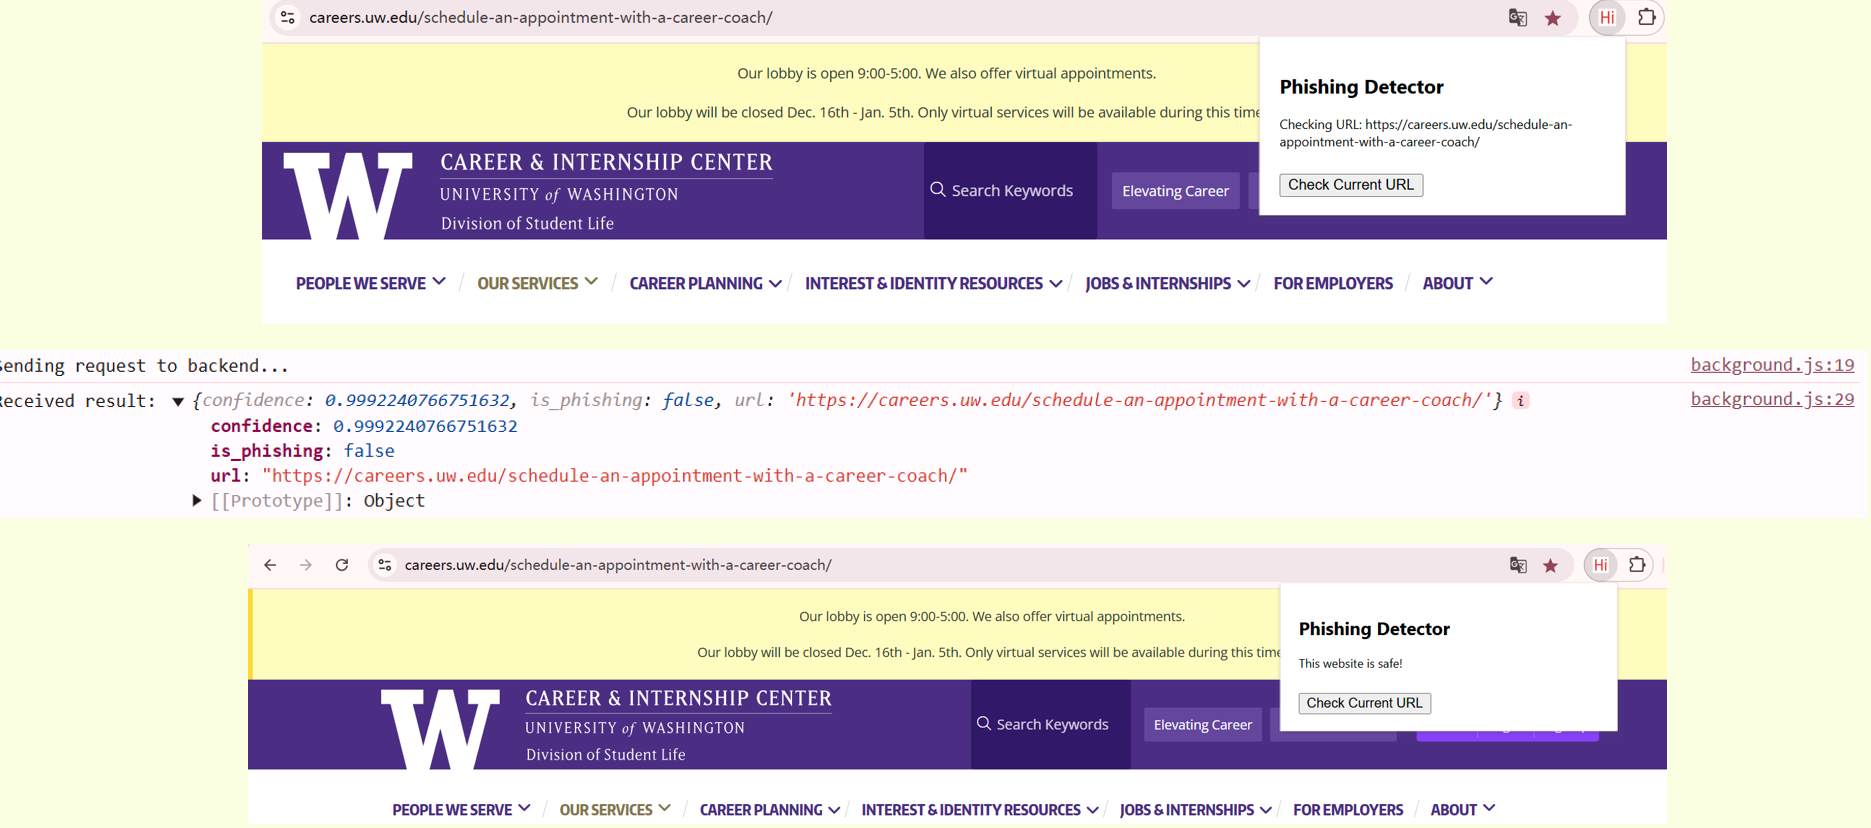 careers.uw.edu/schedule-an-appointment-with-a-career-coach/
Hi
Our lobby is open 9:00-5:00. We also offer virtual appointments.
Our lobby will be closed Dec. 16th - Jan. 5th. Only virtual services will be available during this time
Phishing Detector
Checking URL: https://careers.uw.edu/schedule-an-
appointment-with-a-career-coach/
Check Current URL
W
CAREER & INTERNSHIP CENTER
UNIVERSITY of WASHINGTON
Division of Student Life
Search Keywords
Elevating Career
PEOPLE WE SERVE / OUR SERVICES / CAREER PLANNING / INTEREST & IDENTITY RESOURCES / JOBS & INTERNSHIPS / FOR EMPLOYERS / ABOUT
Sending request to backend... background.js:19
Received result: ▼ {confidence: 0.9992240766751632, is_phishing: false, url: 'https://careers.uw.edu/schedule-an-appointment-with-a-career-coach/'} i background.js:29
confidence: 0.9992240766751632
is_phishing: false
url: "https://careers.uw.edu/schedule-an-appointment-with-a-career-coach/"
▶ [[Prototype]]: Object
careers.uw.edu/schedule-an-appointment-with-a-career-coach/
Hi
Our lobby is open 9:00-5:00. We also offer virtual appointments.
Our lobby will be closed Dec. 16th - Jan. 5th. Only virtual services will be available during this time
Phishing Detector
This website is safe!
Check Current URL
W
CAREER & INTERNSHIP CENTER
UNIVERSITY of WASHINGTON
Division of Student Life
Search Keywords
Elevating Career
PEOPLE WE SERVE / OUR SERVICES / CAREER PLANNING / INTEREST & IDENTITY RESOURCES / JOBS & INTERNSHIPS / FOR EMPLOYERS / ABOUT